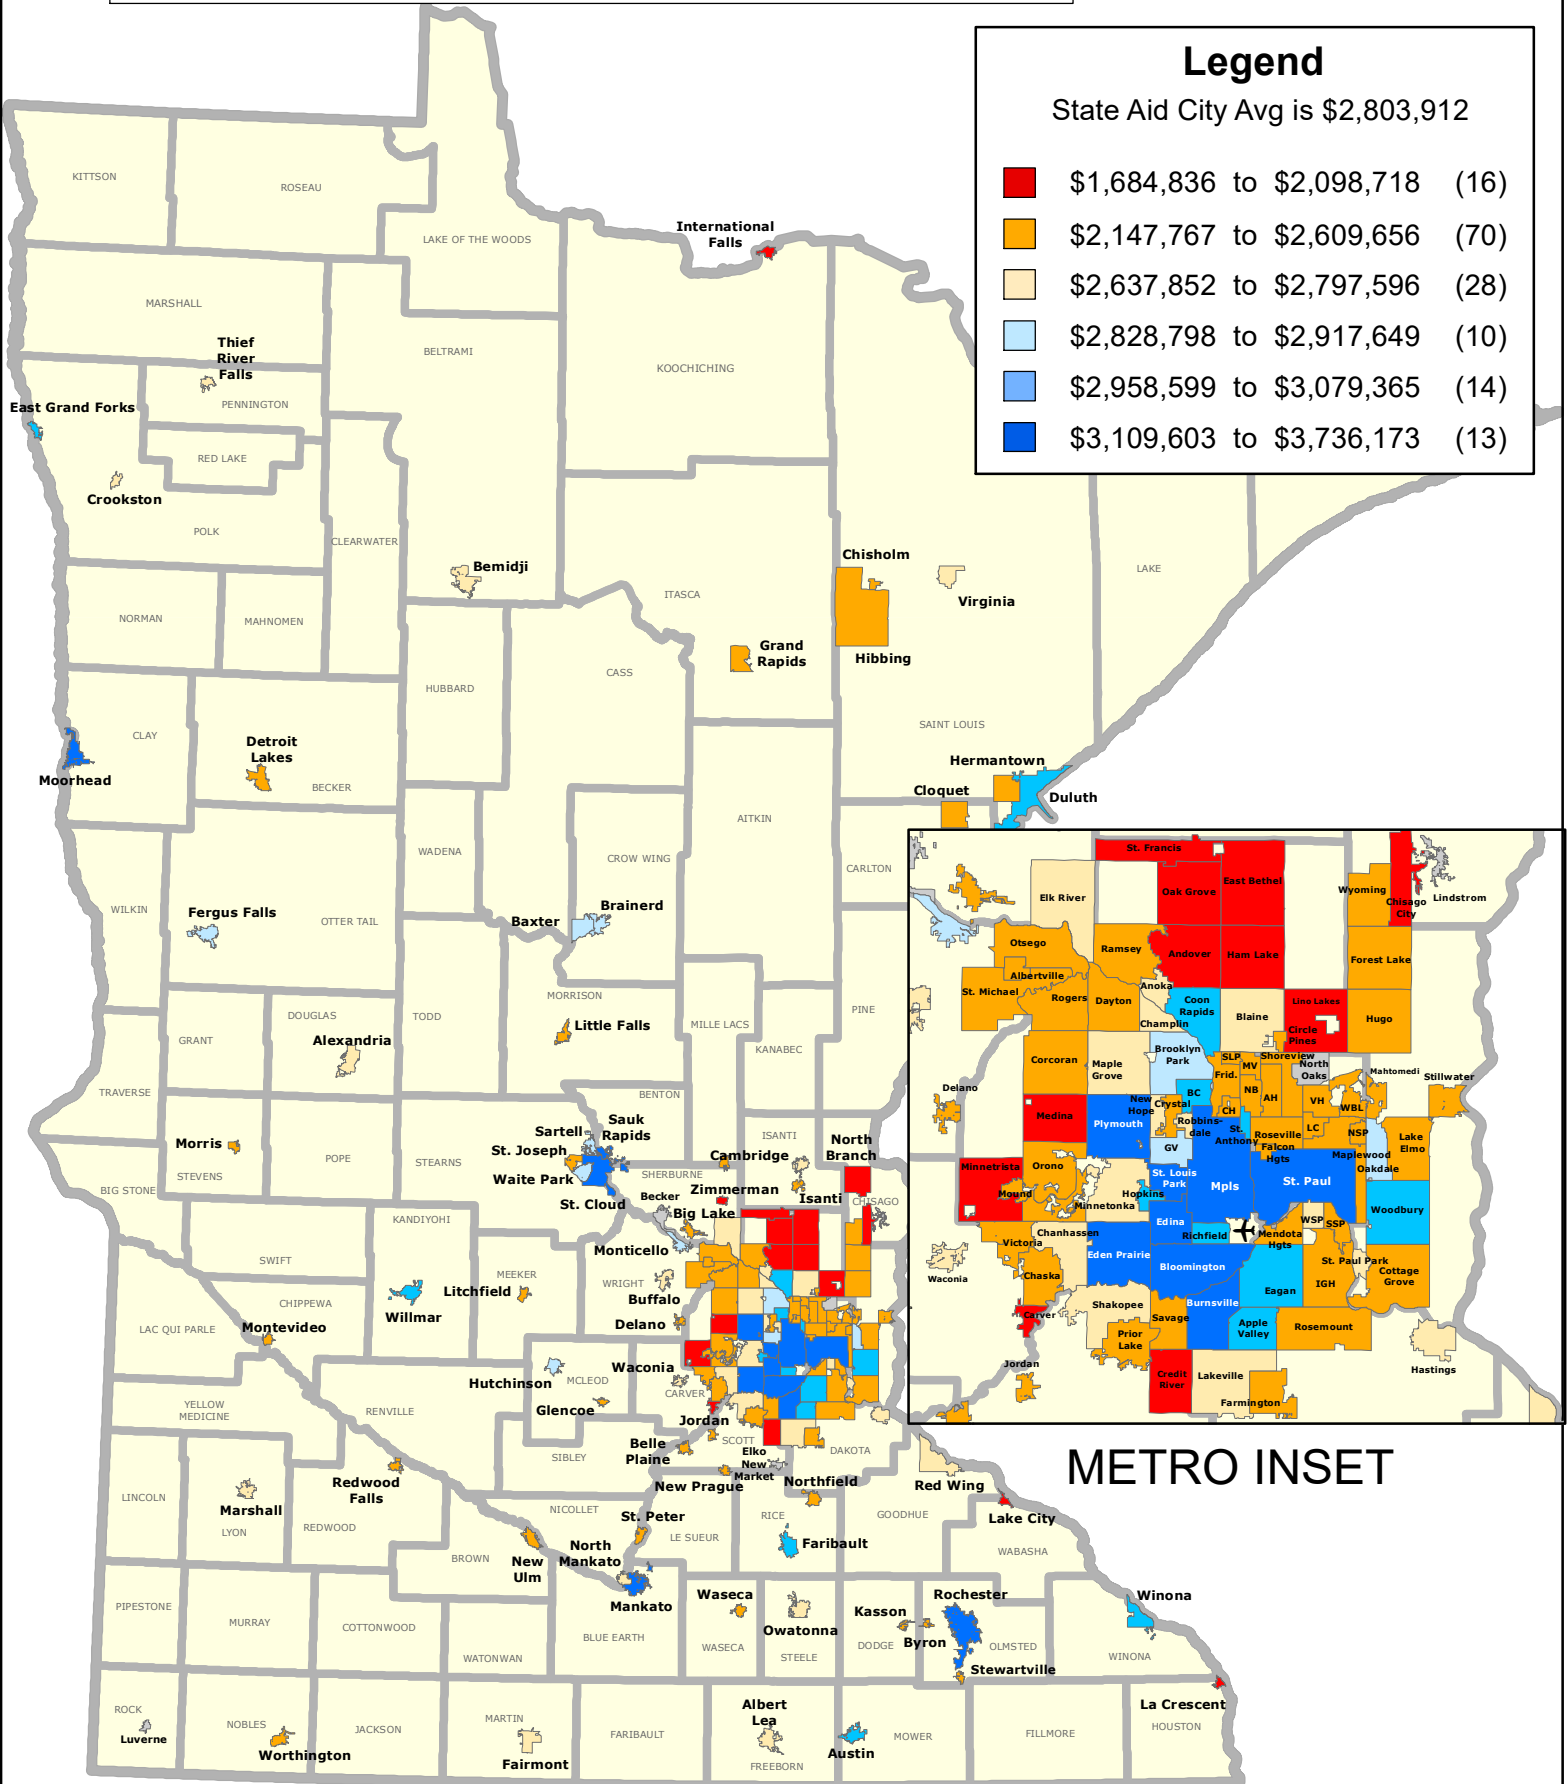 Legend
State Aid City Avg is $2,803,912
$1,684,836 to $2,098,718 (16)
$2,147,767 to $2,609,656 (70)
$2,637,852 to $2,797,596 (28)
$2,828,798 to $2,917,649 (10)
$2,958,599 to $3,079,365 (14)
$3,109,603 to $3,736,173 (13)
KITTSON
ROSEAU
LAKE OF THE WOODS
International
Falls
MARSHALL
Thief
River
Falls
BELTRAMI
KOOCHICHING
East Grand Forks
PENNINGTON
RED LAKE
Crookston
POLK
CLEARWATER
Bemidji
Chisholm
Virginia
LAKE
ITASCA
NORMAN
MAHNOMEN
Grand
Rapids
Hibbing
HUBBARD
CASS
SAINT LOUIS
CLAY
Detroit
Lakes
Moorhead
BECKER
Hermantown
Cloquet
Duluth
AITKIN
WADENA
CROW WING
CARLTON
WILKIN
Fergus Falls
OTTER TAIL
Baxter
Brainerd
MORRISON
Little Falls
MILLE LACS
PINE
KANABEC
GRANT
DOUGLAS
TODD
Alexandria
TRAVERSE
BENTON
Sauk
Rapids
Sartell
St. Joseph
Waite Park
St. Cloud
ISANTI
North
Branch
Cambridge
SHERBURNE
Becker
Zimmerman
Isanti
CHISAGO
Big Lake
Monticello
Morris
STEVENS
POPE
STEARNS
BIG STONE
KANDIYOHI
SWIFT
MEEKER
WRIGHT
Litchfield
Buffalo
Delano
CHIPPEWA
Willmar
LAC QUI PARLE
Montevideo
Waconia
Hutchinson
MCLEOD
CARVER
Glencoe
Jordan
YELLOW
MEDICINE
RENVILLE
SCOTT
DAKOTA
Belle
Plaine
Elko
New
Market
SIBLEY
New Prague
Northfield
Red Wing
Lake City
LINCOLN
Marshall
LYON
Redwood
Falls
REDWOOD
NICOLLET
St. Peter
LE SUEUR
RICE
GOODHUE
Faribault
WABASHA
BROWN
New
Ulm
North
Mankato
Mankato
Waseca
Owatonna
Kasson
Byron
Rochester
Winona
PIPESTONE
MURRAY
COTTONWOOD
WATONWAN
BLUE EARTH
WASECA
STEELE
DODGE
OLMSTED
WINONA
Stewartville
La Crescent
HOUSTON
ROCK
Luverne
NOBLES
Worthington
JACKSON
MARTIN
Fairmont
FARIBAULT
Albert
Lea
FREEBORN
Austin
MOWER
FILLMORE
St. Francis
Oak Grove
East Bethel
Elk River
Wyoming
Chisago
City
Lindstrom
Otsego
Ramsey
Andover
Ham Lake
Forest Lake
Albertville
St. Michael
Rogers
Dayton
Anoka
Coon
Rapids
Champlin
Blaine
Lino Lakes
Circle
Pines
Hugo
Corcoran
Maple
Grove
Brooklyn
Park
SLP
MV
Shoreview
North
Oaks
Mahtomedi
Stillwater
Delano
Frid.
BC
NB
AH
VH
WBL
Medina
Plymouth
New
Hope
Crystal
Robbins-
dale
CH
St.
Anthony
Roseville
Falcon
Hgts
LC
NSP
Lake
Elmo
GV
Maplewood
Oakdale
Minnetrista
Orono
Mound
St. Louis
Park
Hopkins
Minnetonka
Mpls
St. Paul
Woodbury
Edina
Richfield
WSP
SSP
Mendota
Hgts
Victoria
Chanhassen
Eden Prairie
Bloomington
St. Paul Park
Cottage
Grove
Waconia
Chaska
Eagan
IGH
Carver
Shakopee
Burnsville
Savage
Apple
Valley
Rosemount
Prior
Lake
Jordan
Credit
River
Lakeville
Farmington
Hastings
METRO INSET